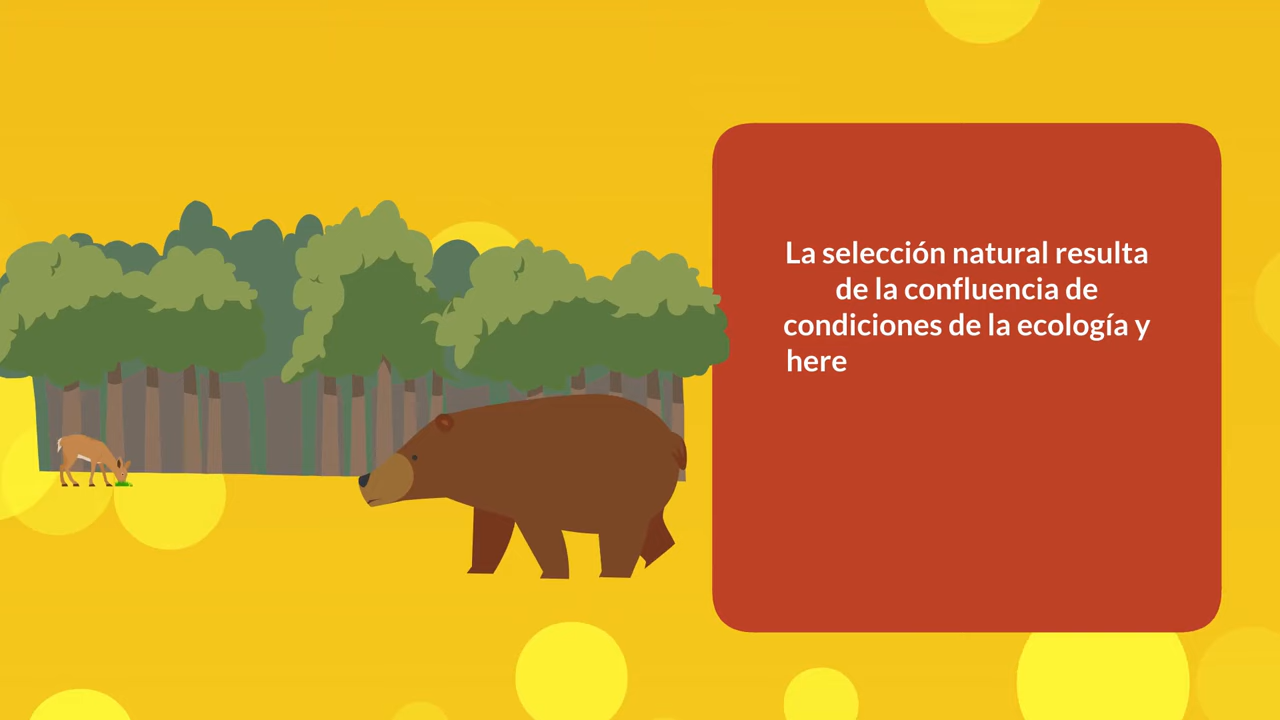 La selección natural resulta
de la confluencia de
condiciones de la ecología y
here